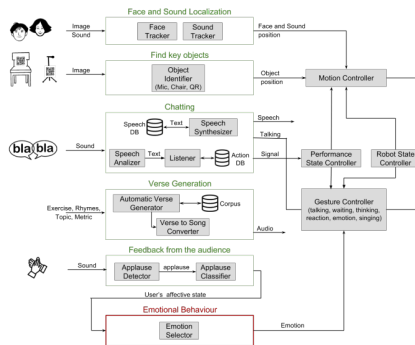 Face and Sound Localization
Image
Sound
Face
Tracker
Sound
Tracker
Face and Sound
position
Find key objects
Image
Object
Identifier
(Mic, Chair, QR)
Object
position
Motion Controller
Chatting
Speech
DB
Text
Speech
Synthesizer
Speech
Talking
bla bla
Sound
Speech
Analizer
Text
Listener
Action
DB
Signal
Performance
State Controller
Robot State
Controller
Verse Generation
Exercise, Rhymes,
Topic, Metric
Automatic Verse
Generator
Corpus
Verse to Song
Converter
Audio
Gesture Controller
(talking, waiting, thinking,
reaction, emotion, singing)
Feedback from the audience
Sound
Applause
Detector
applause
Applause
Classifier
User's affective state
Emotional Behaviour
Emotion
Selector
Emotion